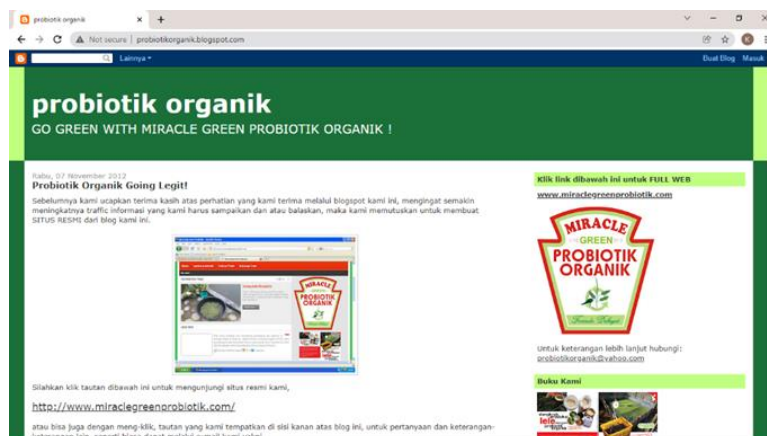 probiotik organik
Not secure | probiotikorganik.blogspot.com
Lainnya
Buat Blog Masuk
probiotik organik
GO GREEN WITH MIRACLE GREEN PROBIOTIK ORGANIK !
Rabu, 07 November 2012
Probiotik Organik Going Legit!
Sebelumnya kami ucapkan terima kasih atas perhatian yang kami terima melalui blogspot kami ini, mengingat semakin
meningkatnya traffic informasi yang kami harus sampaikan dan atau balaskan, maka kami memutuskan untuk membuat
SITUS RESMI dari blog kami ini.
MIRACLE
PROBIOTIK
ORGANIK
Silahkan klik tautan dibawah ini untuk mengunjungi situs resmi kami,
http://www.miraclegreenprobiotik.com/
atau bisa juga dengan meng-klik, tautan yang kami tempatkan di sisi kanan atas blog ini, untuk pertanyaan dan keterangan-
Klik link dibawah ini untuk FULL WEB
www.miraclegreenprobiotik.com
MIRACLE
GREEN
PROBIOTIK
ORGANIK
Untuk keterangan lebih lanjut hubungi:
probiotikorganik@yahoo.com
Buku Kami
lele